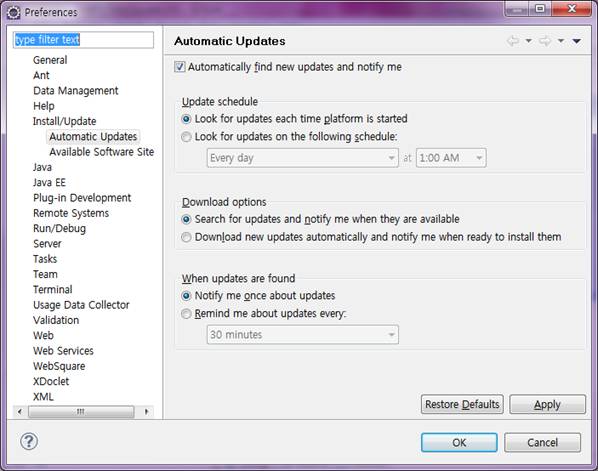 Preferences
type filter text
General
Ant
Data Management
Help
Install/Update
Automatic Updates
Available Software Site
Java
Java EE
Plug-in Development
Remote Systems
Run/Debug
Server
Tasks
Team
Terminal
Usage Data Collector
Validation
Web
Web Services
WebSquare
XDoclet
XML
Automatic Updates
Automatically find new updates and notify me
Update schedule
Look for updates each time platform is started
Look for updates on the following schedule:
Every day at 1:00 AM
Download options
Search for updates and notify me when they are available
Download new updates automatically and notify me when ready to install them
When updates are found
Notify me once about updates
Remind me about updates every:
30 minutes
Restore Defaults Apply
? OK Cancel